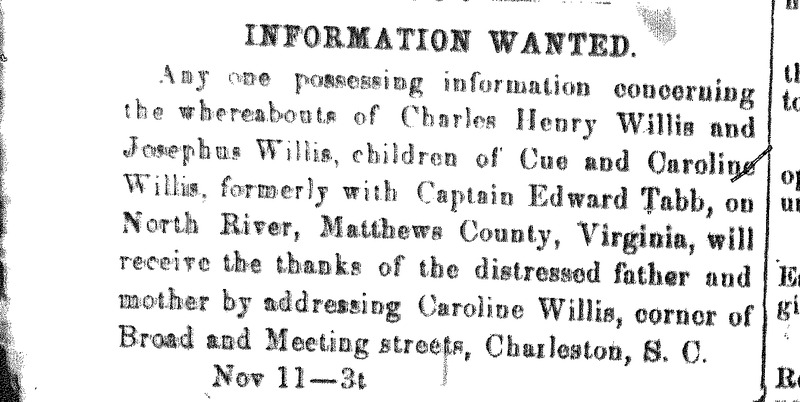 INFORMATION WANTED.
Any one possessing information concerning
the whereabouts of Charles Henry Willis and
Josephus Willis, children of Cue and Caroline
Willis, formerly with Captain Edward Tabb, on
North River, Matthews County, Virginia, will
receive the thanks of the distressed father and
mother by addressing Caroline Willis, corner of
Broad and Meeting streets, Charleston, S. C.
Nov 11—3t